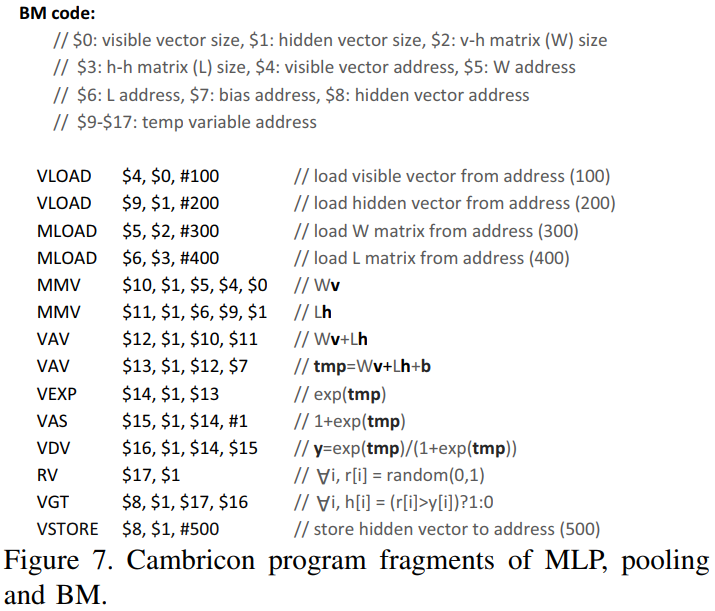 BM code:
// $0: visible vector size, $1: hidden vector size, $2: v-h matrix (W) size
// $3: h-h matrix (L) size, $4: visible vector address, $5: W address
// $6: L address, $7: bias address, $8: hidden vector address
// $9-$17: temp variable address
VLOAD $4, $0, #100 // load visible vector from address (100)
VLOAD $9, $1, #200 // load hidden vector from address (200)
MLOAD $5, $2, #300 // load W matrix from address (300)
MLOAD $6, $3, #400 // load L matrix from address (400)
MMV $10, $1, $5, $4, $0 // Wv
MMV $11, $1, $6, $9, $1 // Lh
VAV $12, $1, $10, $11 // Wv+Lh
VAV $13, $1, $12, $7 // tmp=Wv+Lh+b
VEXP $14, $1, $13 // exp(tmp)
VAS $15, $1, $14, #1 // 1+exp(tmp)
VDV $16, $1, $14, $15 // y=exp(tmp)/(1+exp(tmp))
RV $17, $1 // ∀i, r[i] = random(0,1)
VGT $8, $1, $17, $16 // ∀i, h[i] = (r[i]>y[i])?1:0
VSTORE $8, $1, #500 // store hidden vector to address (500)
Figure 7. Cambricon program fragments of MLP, pooling
and BM.